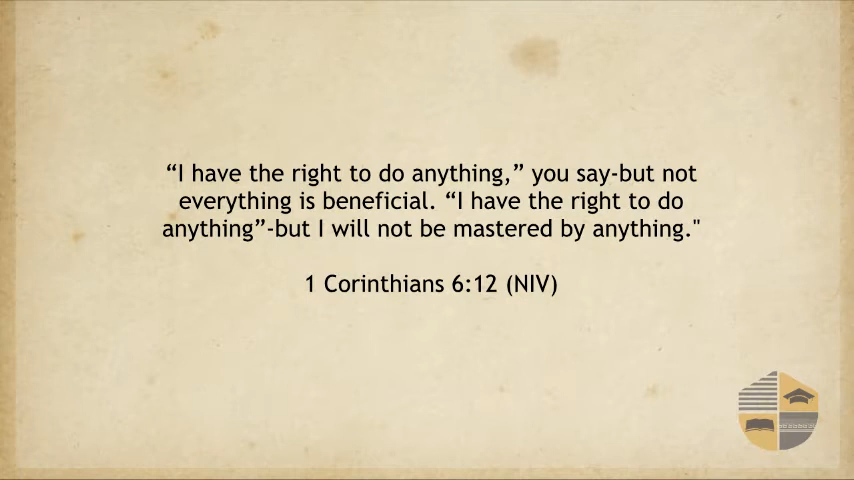 “I have the right to do anything,” you say-but not
everything is beneficial. “I have the right to do
anything”-but I will not be mastered by anything."
1 Corinthians 6:12 (NIV)